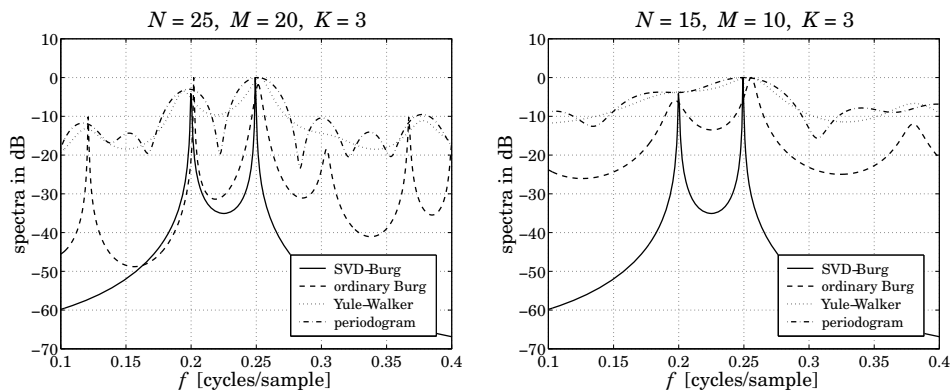 N = 25, M = 20, K = 3
10
0
−10
−20
−30
−40
−50
−60
−70
0.1
0.15
0.2
0.25
0.3
0.35
0.4
spectra in dB
f [cycles/sample]
SVD–Burg
ordinary Burg
Yule–Walker
periodogram
N = 15, M = 10, K = 3
10
0
−10
−20
−30
−40
−50
−60
−70
0.1
0.15
0.2
0.25
0.3
0.35
0.4
spectra in dB
f [cycles/sample]
SVD–Burg
ordinary Burg
Yule–Walker
periodogram